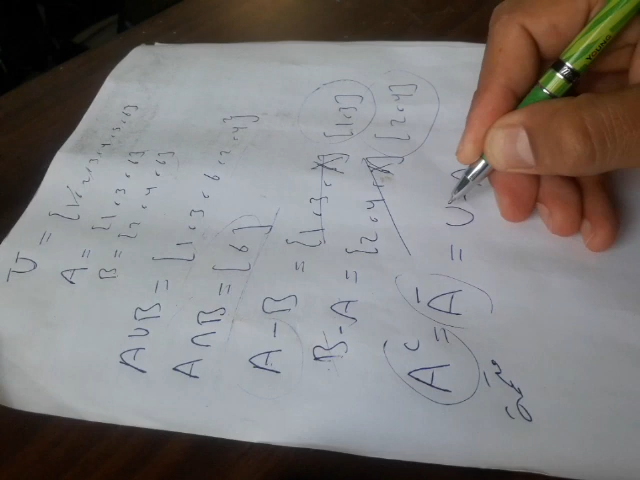 U = {1.2.3.4.5.6}
A = {1.3.6}
B = {2.4.6}
A∪B = {1.3.6.2.4}
A∩B = {6}
A-B = {1.3. {1.3}
B-A = {2.4. {2.4}
Aᶜ = Ā = U-A